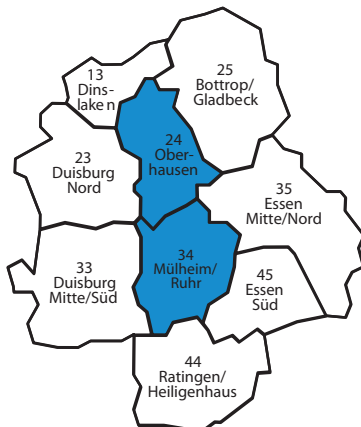 13
Dins-
laken
25
Bottrop/
Gladbeck
24
Ober-
hausen
23
Duisburg
Nord
35
Essen
Mitte/Nord
34
Mülheim/
Ruhr
33
Duisburg
Mitte/Süd
45
Essen
Süd
44
Ratingen/
Heiligenhaus